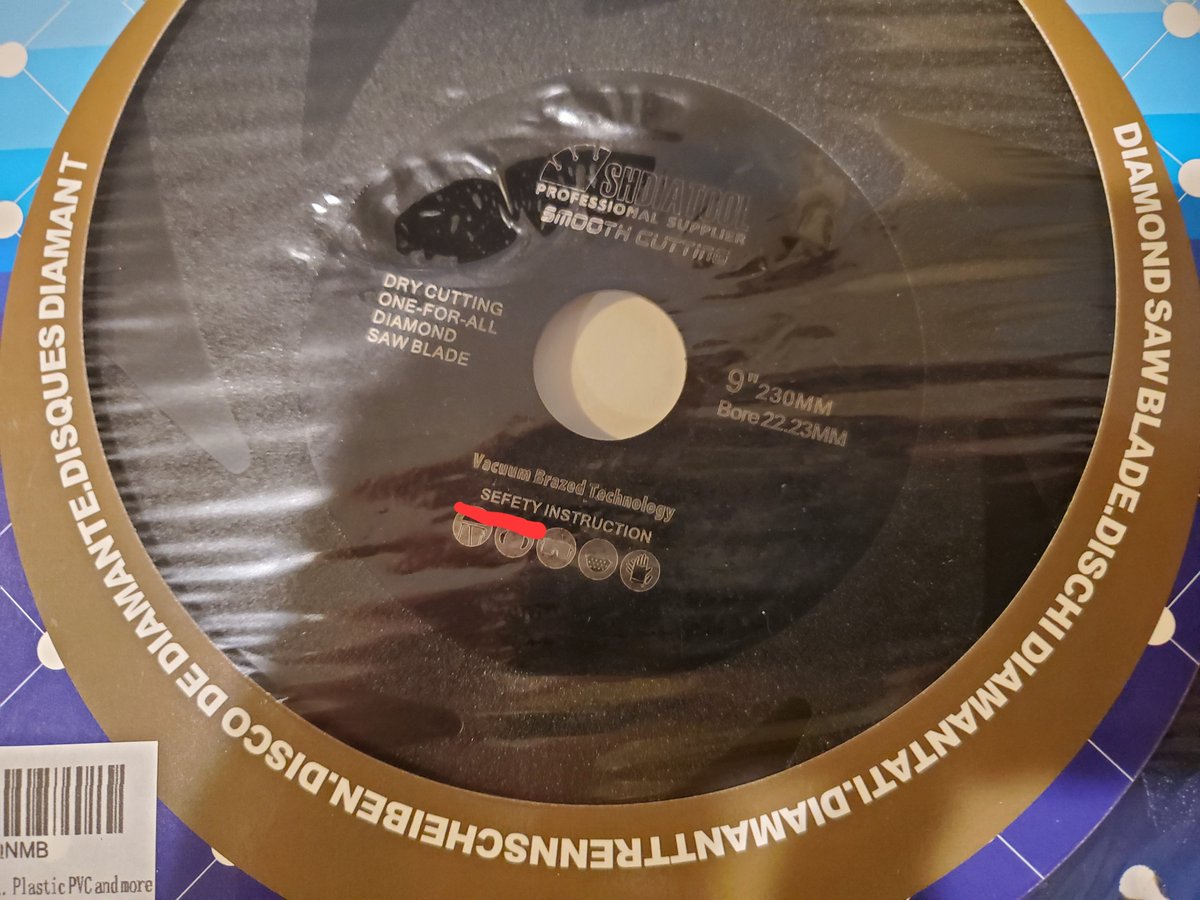 SHDIATOOL
PROFESSIONAL SUPPLIER
SMOOTH CUTTING
DRY CUTTING
ONE-FOR-ALL
DIAMOND
SAW BLADE
9" 230MM
Bore 22.23MM
Vacuum Brazed Technology
SEFETY INSTRUCTION
DIAMOND SAW BLADE.DISCHI DIAMANTATI.DIAMANTTRENNSCHEIBEN.DISCO DE DIAMANTE.DISQUES DIAMANT
NMB
Plastic PVC and more